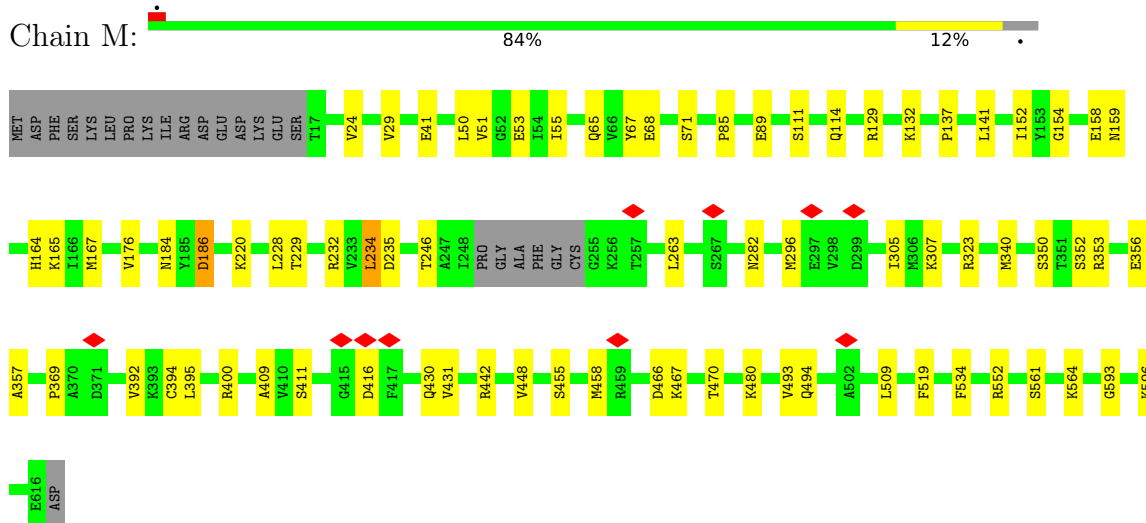 Chain M:
84% 12%
MET ASP PHE SER LYS LEU PRO LYS ILE ARG ASP GLU ASP LYS GLU SER T17 V24 V29 E41 L50 V51 G52 E53 I54 I55 Q65 V66 Y67 E68 S71 P85 E89 S111 Q114 R129 K132 P137 L141 I152 Y153 G154 E158 N159
H164 K165 I166 M167 V176 N184 Y185 D186 K220 L228 T229 R232 V233 L234 D235 T246 A247 I248 PRO GLY ALA PHE GLY CYS G255 K256 T257 L263 S267 N282 M296 E297 V298 D299 I305 M306 K307 R323 M340 S350 T351 S352 R353 E356
A357 P369 A370 D371 V392 K393 C394 L395 R400 A409 V410 S411 G415 D416 F417 Q430 V431 R442 V448 S455 M458 R459 D466 K467 T470 K480 V493 Q494 A502 L509 F519 F534 R552 S561 K564 G593
E616 ASP